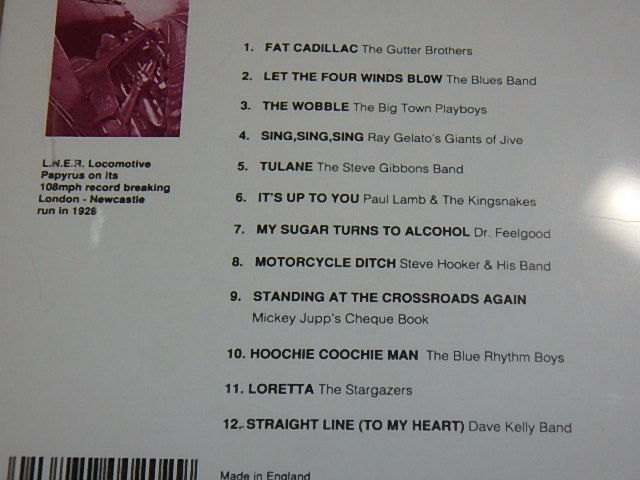 L.N.E.R. Locomotive
Papyrus on its
108mph record breaking
London - Newcastle
run in 1928
1. FAT CADILLAC The Gutter Brothers
2. LET THE FOUR WINDS BL0W The Blues Band
3. THE WOBBLE The Big Town Playboys
4. SING,SING,SING Ray Gelato's Giants of Jive
5. TULANE The Steve Gibbons Band
6. IT'S UP TO YOU Paul Lamb & The Kingsnakes
7. MY SUGAR TURNS TO ALCOHOL Dr. Feelgood
8. MOTORCYCLE DITCH Steve Hooker & His Band
9. STANDING AT THE CROSSROADS AGAIN
Mickey Jupp's Cheque Book
10. HOOCHIE COOCHIE MAN The Blue Rhythm Boys
11. LORETTA The Stargazers
12. STRAIGHT LINE (TO MY HEART) Dave Kelly Band
Made in England